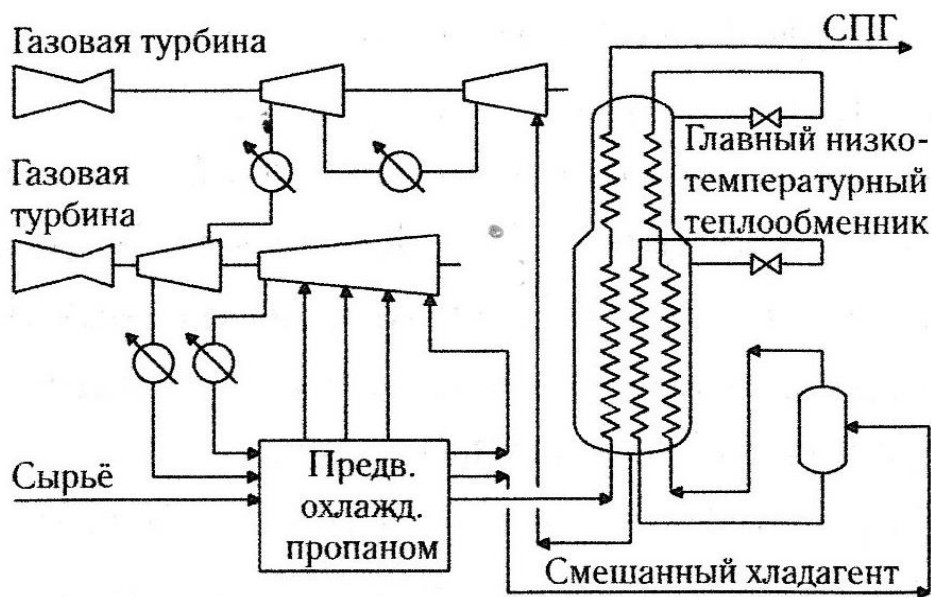 Газовая турбина
СПГ
Газовая
турбина
Главный низко-
температурный
теплообменник
Сырьё
Предв.
охлажд.
пропаном
Смешанный хладагент